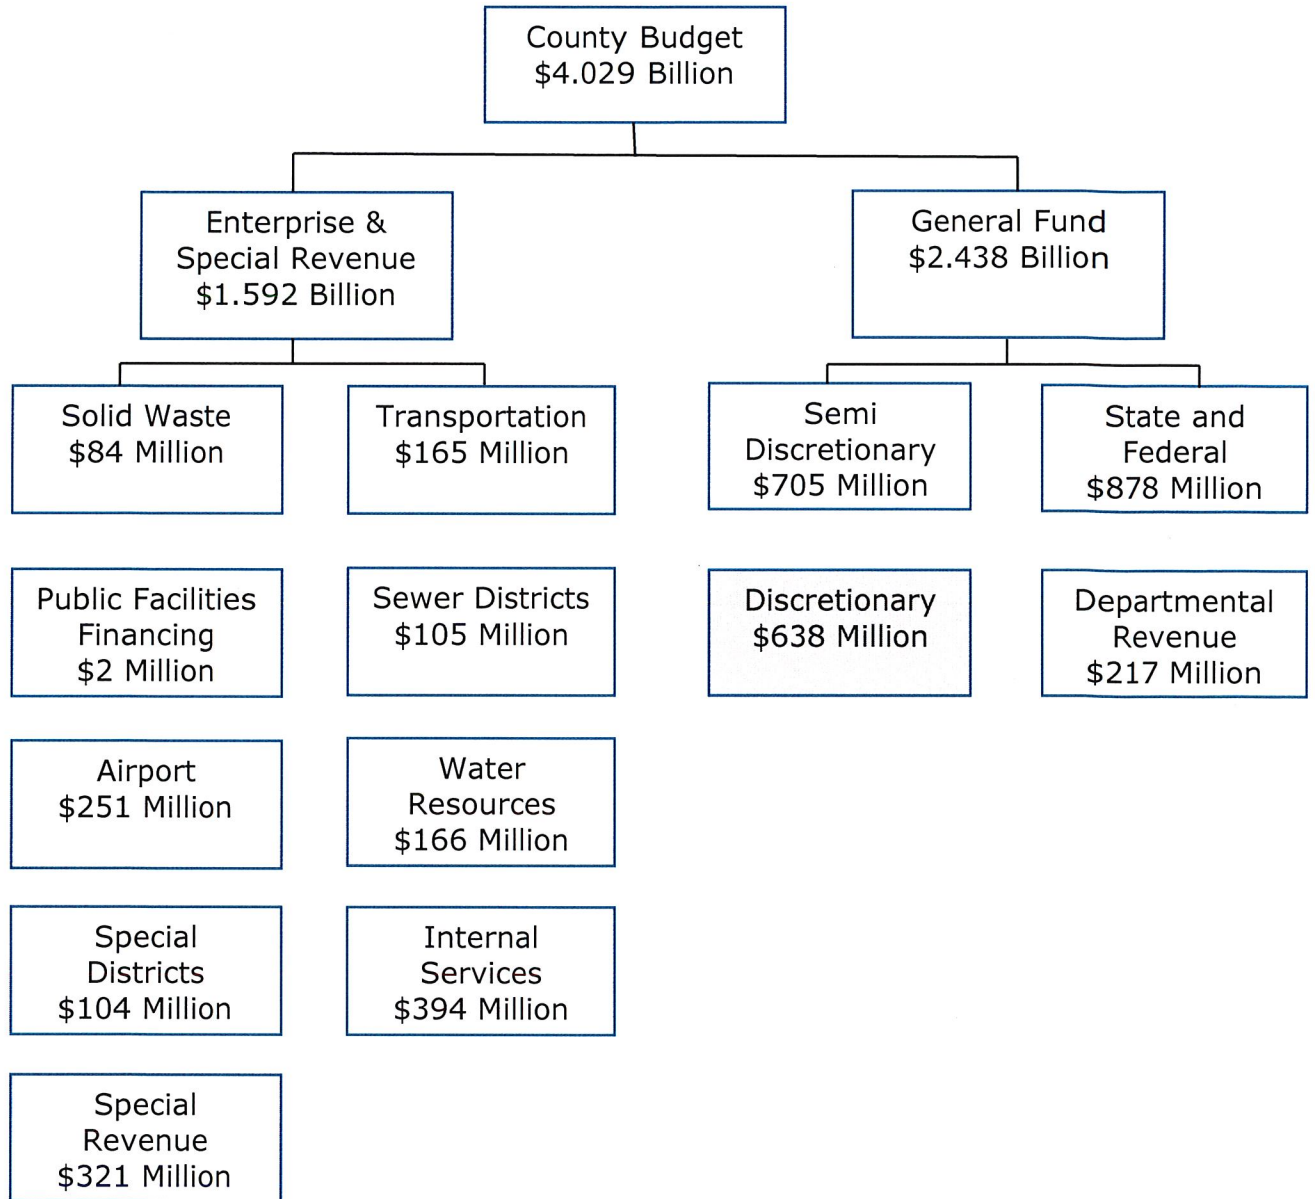 County Budget
$4.029 Billion
Enterprise &
Special Revenue
$1.592 Billion
General Fund
$2.438 Billion
Solid Waste
$84 Million
Transportation
$165 Million
Semi
Discretionary
$705 Million
State and
Federal
$878 Million
Public Facilities
Financing
$2 Million
Sewer Districts
$105 Million
Discretionary
$638 Million
Departmental
Revenue
$217 Million
Airport
$251 Million
Water
Resources
$166 Million
Special
Districts
$104 Million
Internal
Services
$394 Million
Special
Revenue
$321 Million